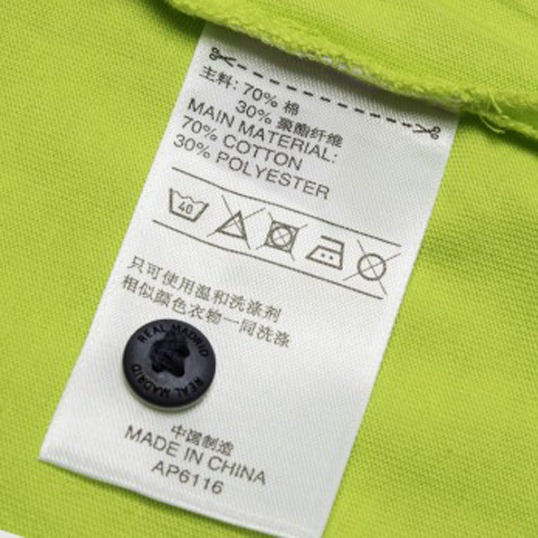 主料: 70% 棉
30% 聚酯纤维
MAIN MATERIAL:
70% COTTON
30% POLYESTER
40
只可使用温和洗涤剂
相似颜色衣物一同洗涤
REAL MADRID
REAL MADRID
中国制造
MADE IN CHINA
AP6116